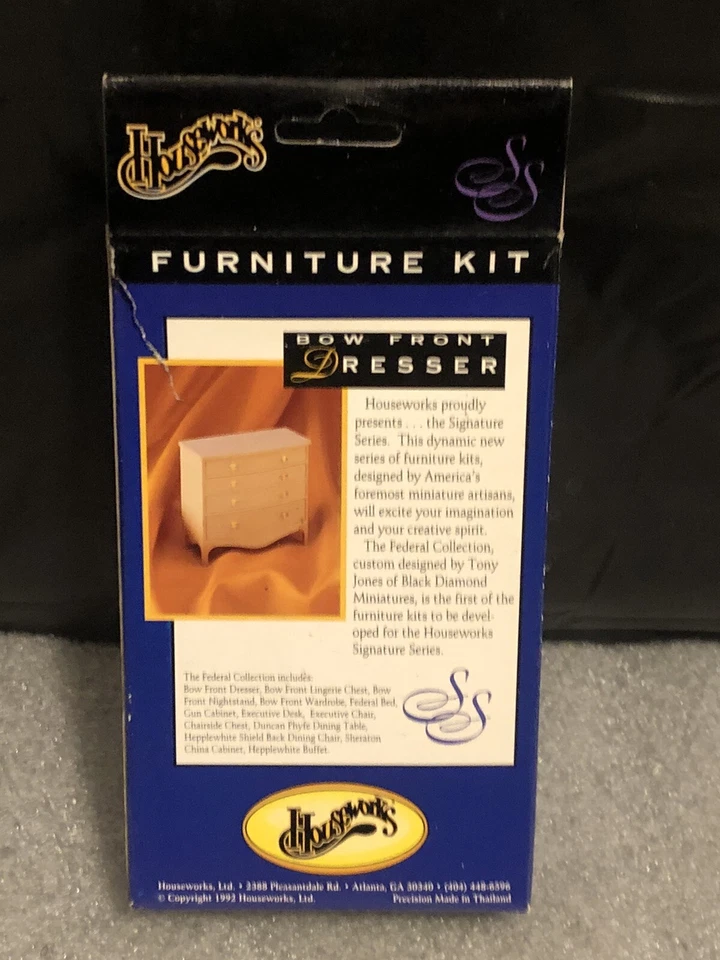 Houseworks
SS
FURNITURE KIT
BOW FRONT
DRESSER
Houseworks proudly
presents . . . the Signature
Series. This dynamic new
series of furniture kits,
designed by America's
foremost miniature artisans,
will excite your imagination
and your creative spirit.
The Federal Collection,
custom designed by Tony
Jones of Black Diamond
Miniatures, is the first of the
furniture kits to be devel-
oped for the Houseworks
Signature Series.
The Federal Collection includes:
Bow Front Dresser, Bow Front Lingerie Chest, Bow
Front Nightstand, Bow Front Wardrobe, Federal Bed,
Gun Cabinet, Executive Desk, Executive Chair,
Chairside Chest, Duncan Phyfe Dining Table,
Hepplewhite Shield Back Dining Chair, Sheraton
China Cabinet, Hepplewhite Buffet.
SS
Houseworks
Houseworks, Ltd. • 2388 Pleasantdale Rd. • Atlanta, GA 30340 • (404) 448-6596
© Copyright 1992 Houseworks, Ltd. Precision Made in Thailand